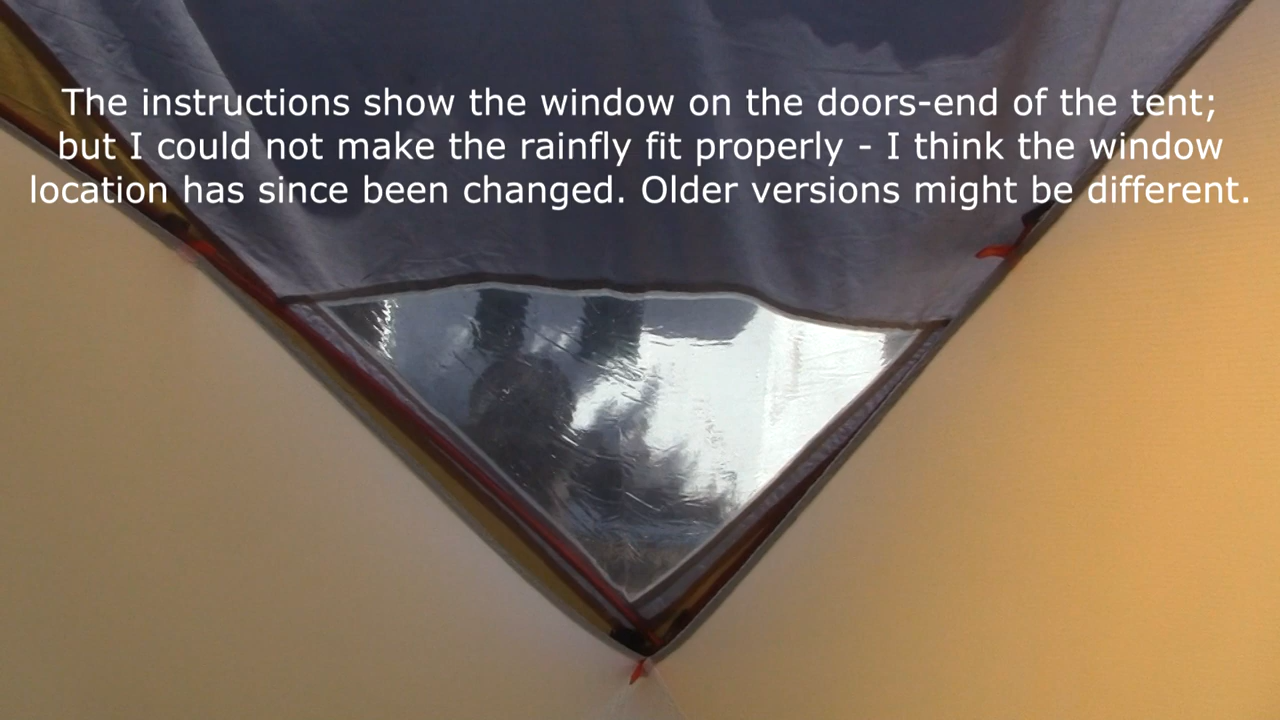 The instructions show the window on the doors-end of the tent;
but I could not make the rainfly fit properly - I think the window
location has since been changed. Older versions might be different.